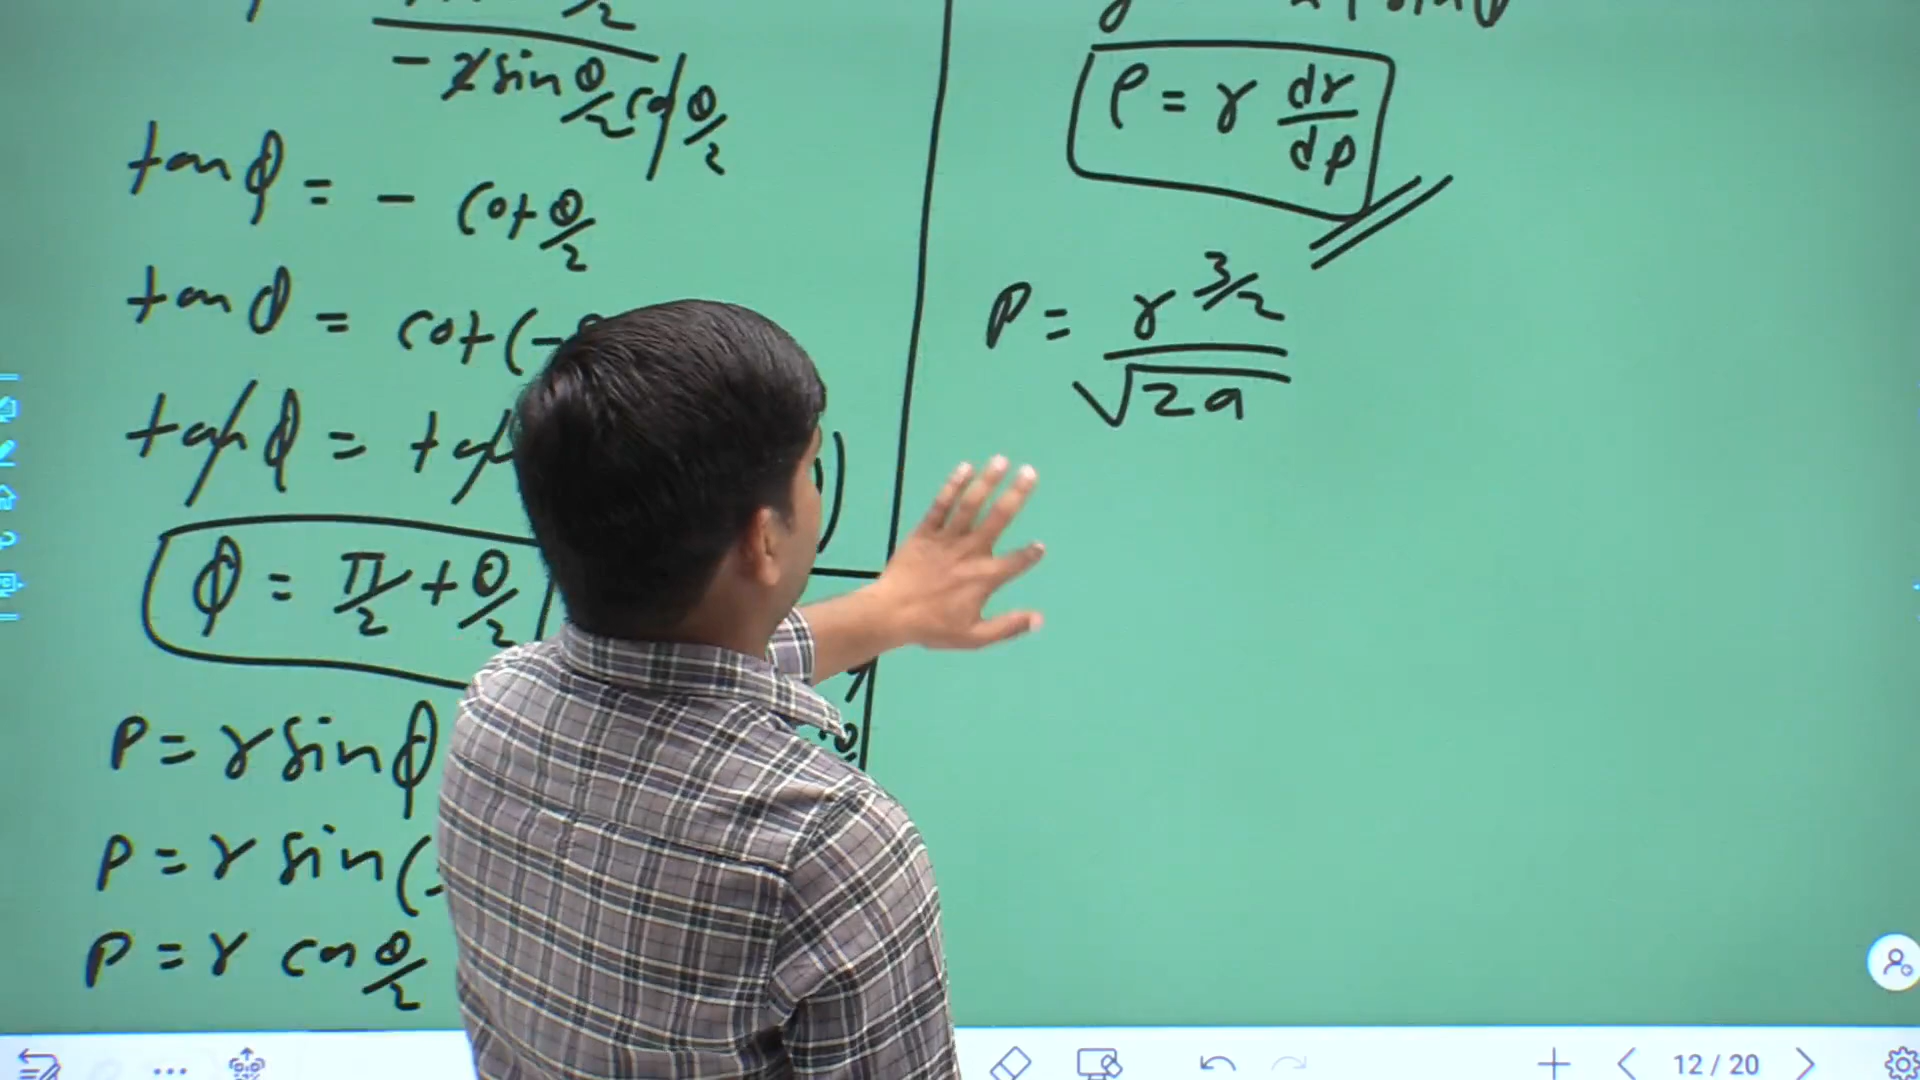 - 2 sin θ/2 cos θ/2
tan φ = - cot θ/2
tan φ = cot (-
tan φ = tan
φ = π/2 + θ/2
P = r sin φ
P = r sin (
P = r cos θ/2
ρ = r dr/dp
P = r^3/2 / √2a
12 / 20